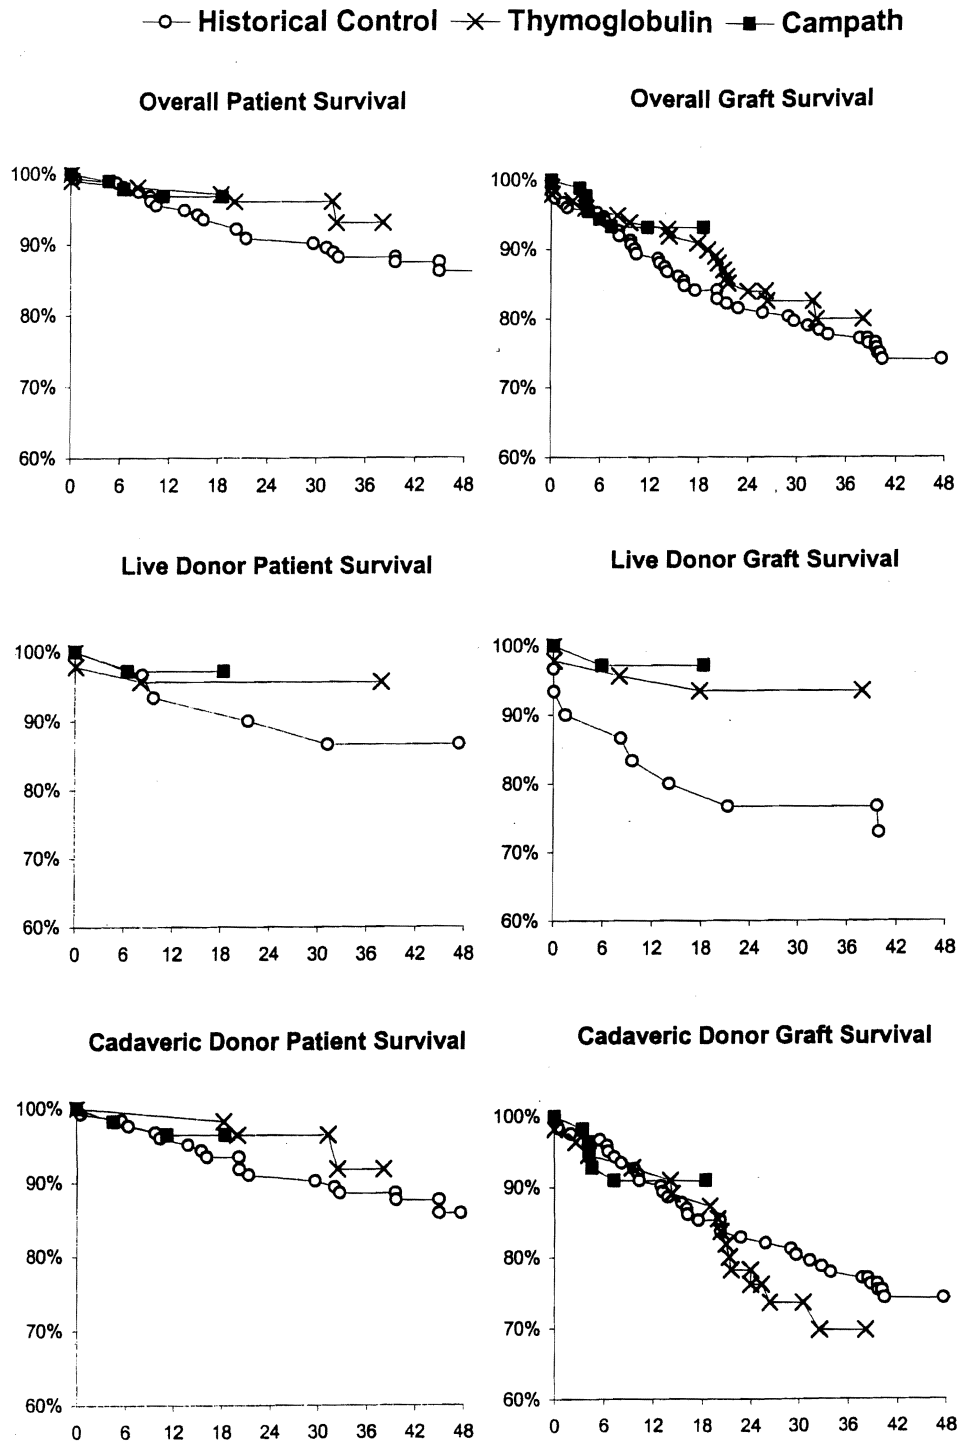 Historical Control Thymoglobulin Campath
Overall Patient Survival
100%
90%
80%
70%
60%
0 6 12 18 24 30 36 42 48
Overall Graft Survival
100%
90%
80%
70%
60%
0 6 12 18 24 30 36 42 48
Live Donor Patient Survival
100%
90%
80%
70%
60%
0 6 12 18 24 30 36 42 48
Live Donor Graft Survival
100%
90%
80%
70%
60%
0 6 12 18 24 30 36 42 48
Cadaveric Donor Patient Survival
100%
90%
80%
70%
60%
0 6 12 18 24 30 36 42 48
Cadaveric Donor Graft Survival
100%
90%
80%
70%
60%
0 6 12 18 24 30 36 42 48